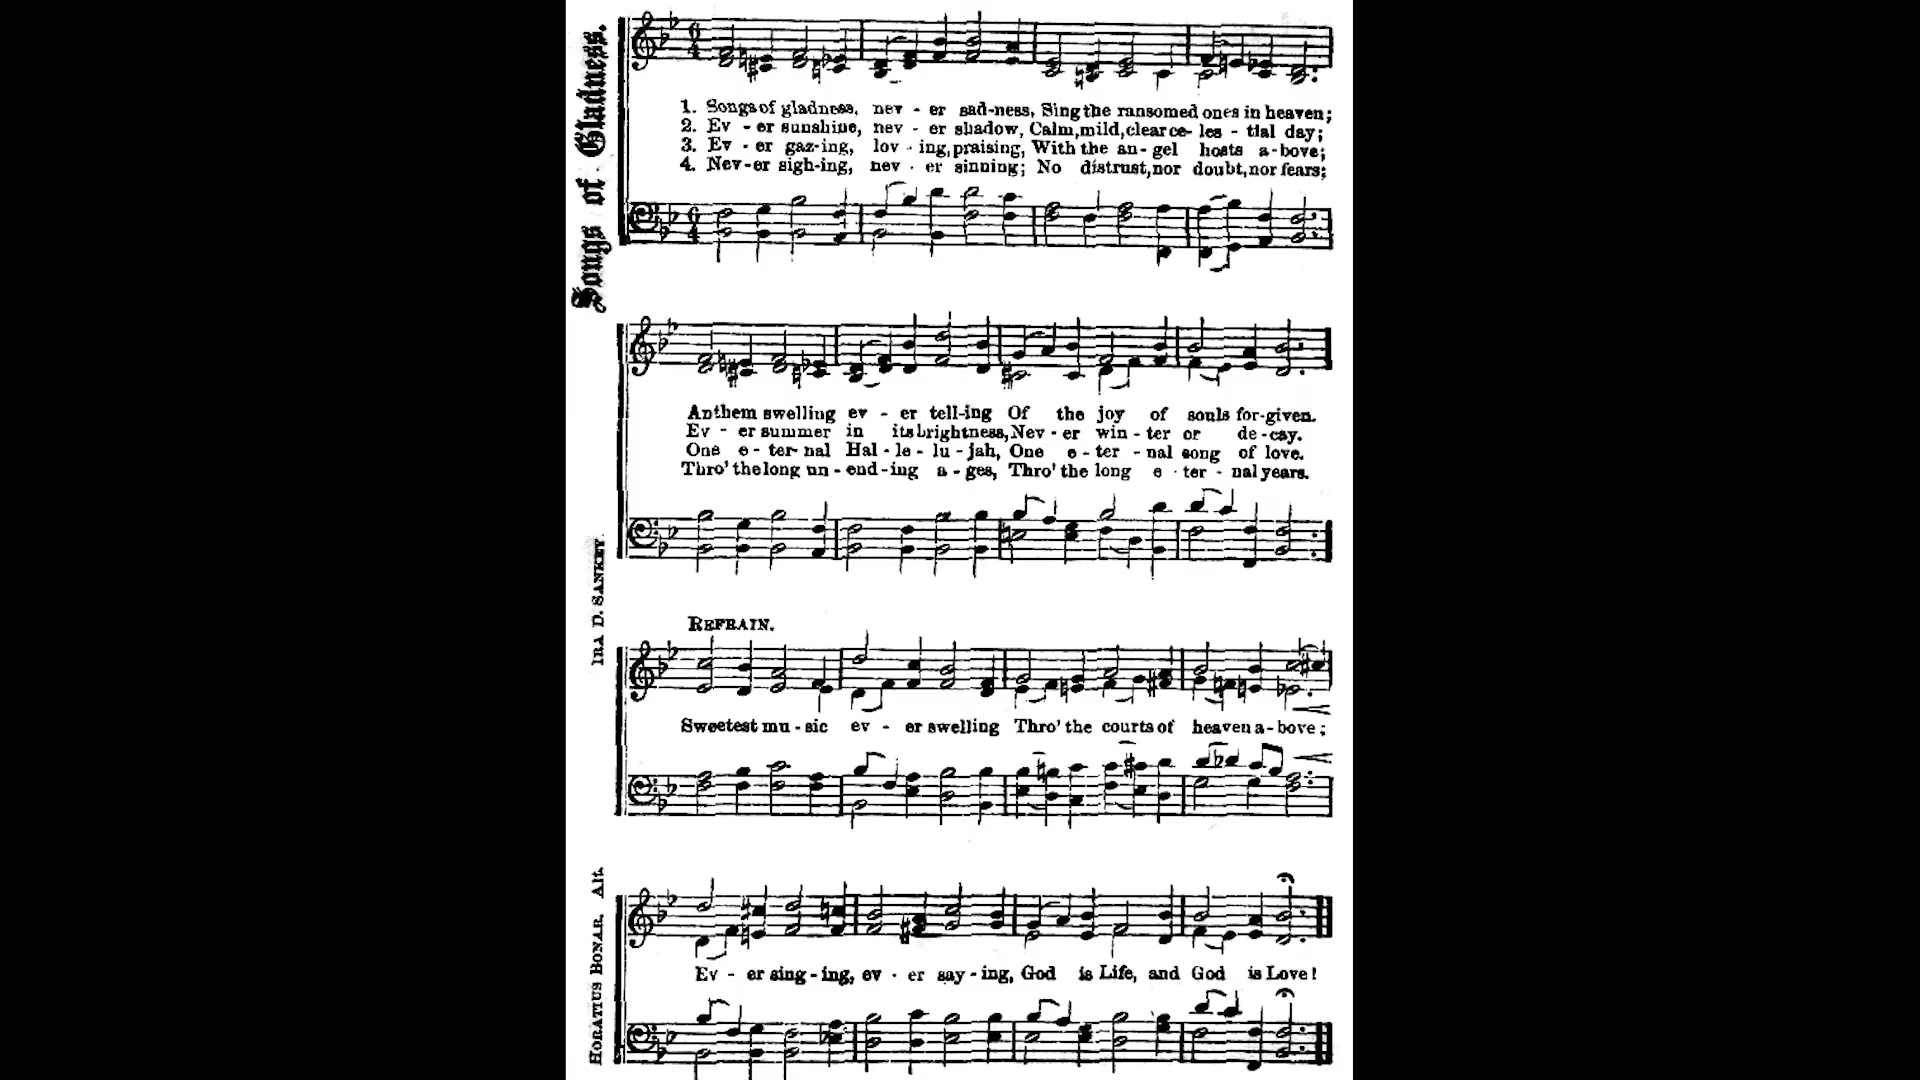 Songs of Gladness.
1. Songs of gladness, nev - er sad-ness, Sing the ransomed ones in heaven;
2. Ev - er sunshine, nev - er shadow, Calm, mild, clear ce- les - tial day;
3. Ev - er gaz-ing, lov - ing, praising, With the an - gel hosts a-bove;
4. Nev-er sigh-ing, nev - er sinning; No distrust, nor doubt, nor fears;
Anthem swelling ev - er tell-ing Of the joy of souls for-given.
Ev - er summer in its brightness, Nev - er win - ter or de-cay.
One e - ter- nal Hal - le - lu - jah, One e - ter - nal song of love.
Thro' the long un - end - ing a - ges, Thro' the long e - ter - nal years.
IRA D. SANKEY.
REFRAIN.
Sweetest mu - sic ev - er swelling Thro' the courts of heaven a-bove;
HORATIUS BONAR. Alt.
Ev - er sing - ing, ev - er say - ing, God is Life, and God is Love!